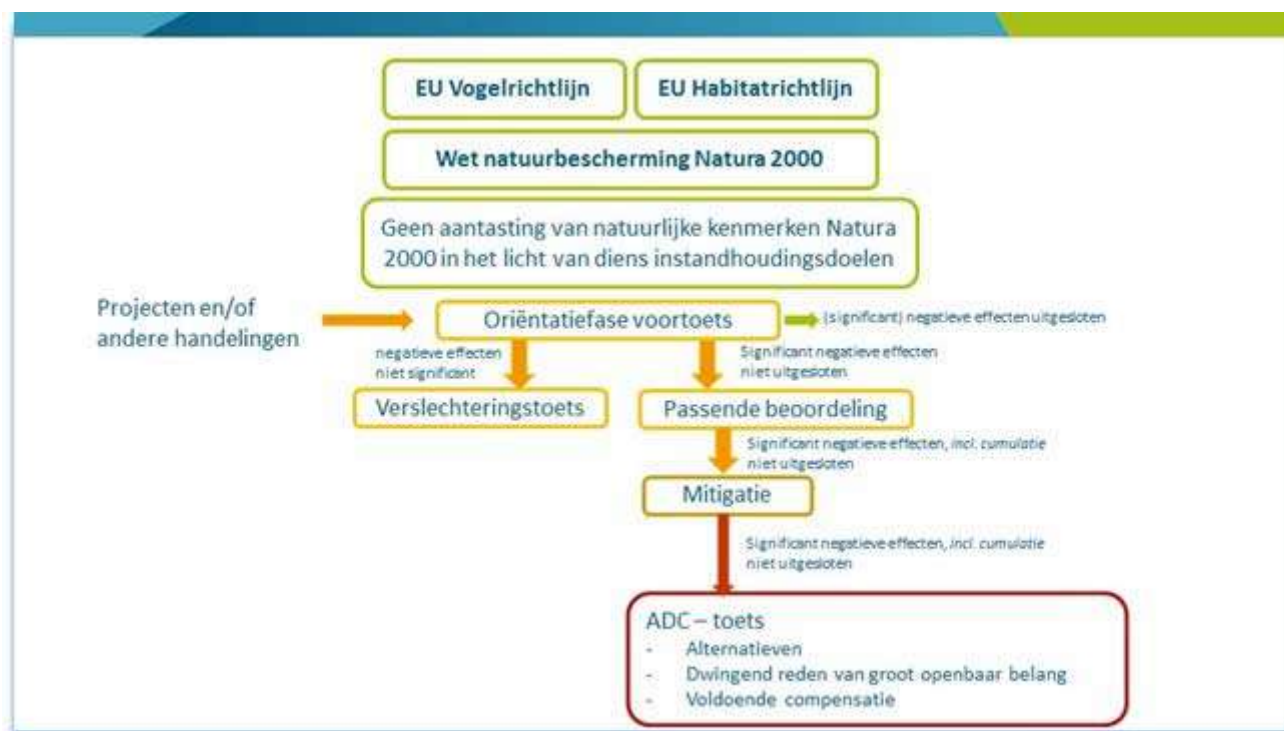 EU Vogelrichtlijn
EU Habitatrichtlijn
Wet natuurbescherming Natura 2000
Geen aantasting van natuurlijke kenmerken Natura
2000 in het licht van diens instandhoudingsdoelen
Projecten en/of
andere handelingen
Oriëntatiefase voortoets
(significant) negatieve effecten uitgesloten
negatieve effecten
niet significant
Significant negatieve effecten
niet uitgesloten
Verslechteringstoets
Passende beoordeling
Significant negatieve effecten, incl. cumulatie
niet uitgesloten
Mitigatie
Significant negatieve effecten, incl. cumulatie
niet uitgesloten
ADC – toets
- Alternatieven
- Dwingend reden van groot openbaar belang
- Voldoende compensatie